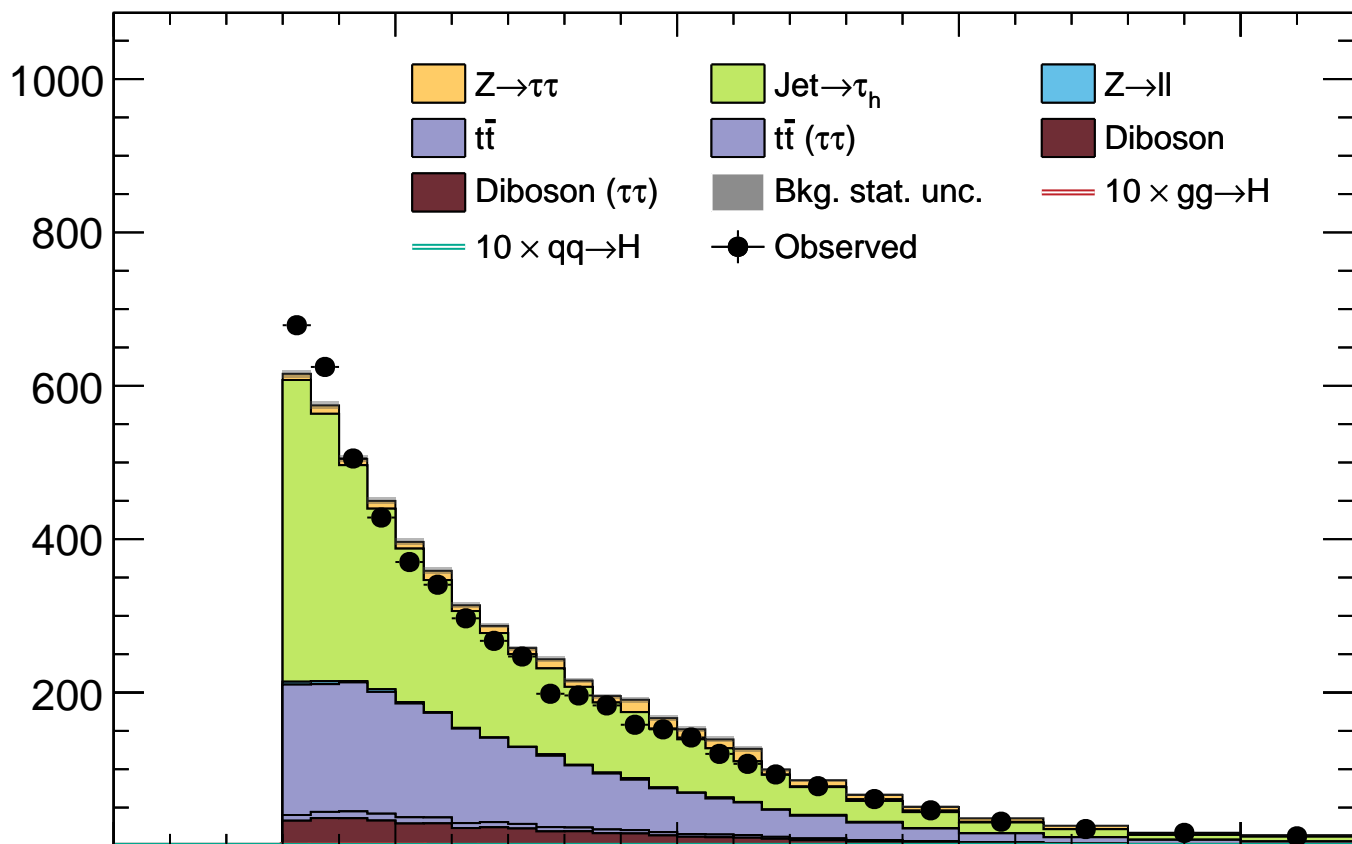 1000
Z→ττ Jet→τh Z→ll
tt̄ tt̄ (ττ) Diboson
Diboson (ττ) Bkg. stat. unc. 10 × gg→H
800
10 × qq→H Observed
600
400
200